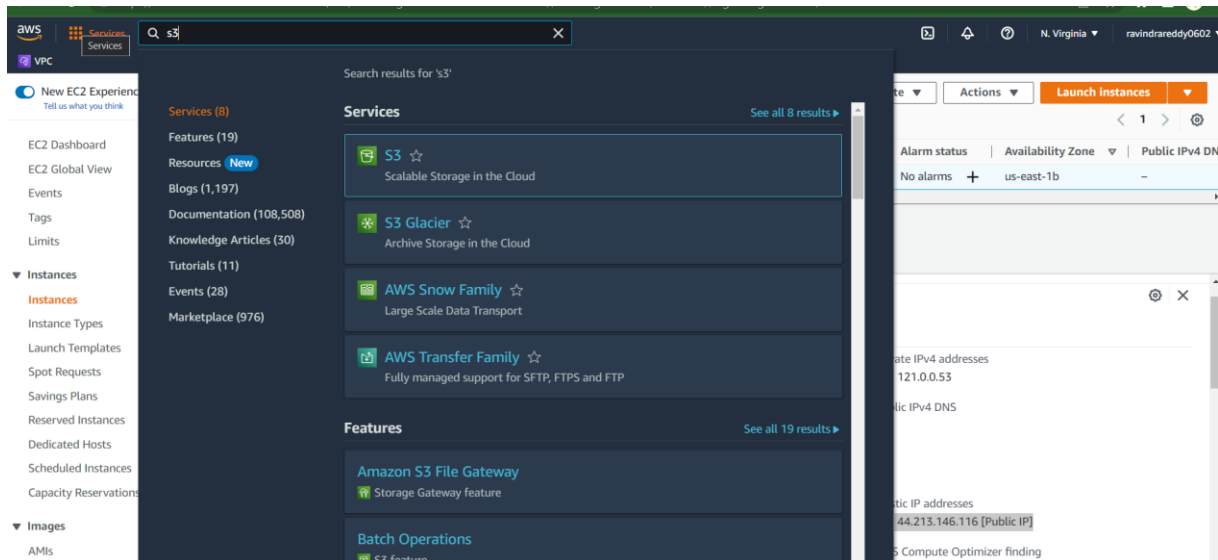 aws
Services
s3
N. Virginia
ravindrareddy0602
Services
VPC
New EC2 Experience
Tell us what you think
EC2 Dashboard
EC2 Global View
Events
Tags
Limits
Instances
Instances
Instance Types
Launch Templates
Spot Requests
Savings Plans
Reserved Instances
Dedicated Hosts
Scheduled Instances
Capacity Reservations
Images
AMIs
Search results for 's3'
Services (8)
Features (19)
Resources New
Blogs (1,197)
Documentation (108,508)
Knowledge Articles (30)
Tutorials (11)
Events (28)
Marketplace (976)
Services
See all 8 results
S3
Scalable Storage in the Cloud
S3 Glacier
Archive Storage in the Cloud
AWS Snow Family
Large Scale Data Transport
AWS Transfer Family
Fully managed support for SFTP, FTPS and FTP
Features
See all 19 results
Amazon S3 File Gateway
Storage Gateway feature
Batch Operations
S3 feature
te
Actions
Launch instances
1
Alarm status
Availability Zone
Public IPv4 DN
No alarms
us-east-1b
–
ate IPv4 addresses
121.0.0.53
lic IPv4 DNS
tic IP addresses
44.213.146.116 [Public IP]
S Compute Optimizer finding